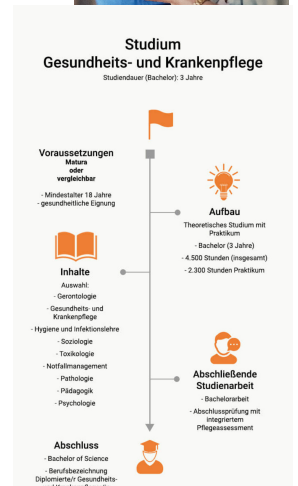 Studium
Gesundheits- und Krankenpflege
Studiendauer (Bachelor): 3 Jahre
Voraussetzungen
Matura
oder
vergleichbar
- Mindestalter 18 Jahre
- gesundheitliche Eignung
Aufbau
Theoretisches Studium mit
Praktikum
- Bachelor (3 Jahre)
- 4.500 Stunden (insgesamt)
- 2.300 Stunden Praktikum
Inhalte
Auswahl:
- Gerontologie
- Gesundheits- und
Krankenpflege
- Hygiene und Infektionslehre
- Soziologie
- Toxikologie
- Notfallmanagement
- Pathologie
- Pädagogik
- Psychologie
Abschließende
Studienarbeit
- Bachelorarbeit
- Abschlussprüfung mit
integriertem
Pflegeassessment
Abschluss
- Bachelor of Science
- Berufsbezeichnung
Diplomierte/r Gesundheits-